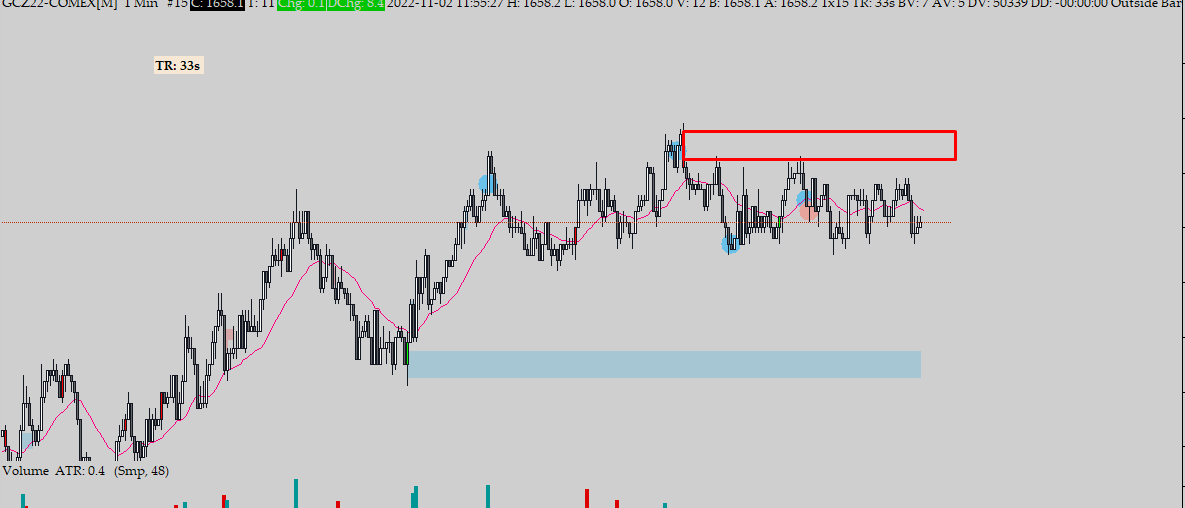 GCZ22-COMEX[M] 1 Min #15 C: 1658.1 T: 11 Chg: 0.1 DChg: 8.4 2022-11-02 11:55:27 H: 1658.2 L: 1658.0 O: 1658.0 V: 12 B: 1658.1 A: 1658.2 1x15 TR: 33s BV: 7 AV: 5 DV: 50339 DD: -00:00:00 Outside Bar
TR: 33s
Volume ATR: 0.4 (Smp, 48)